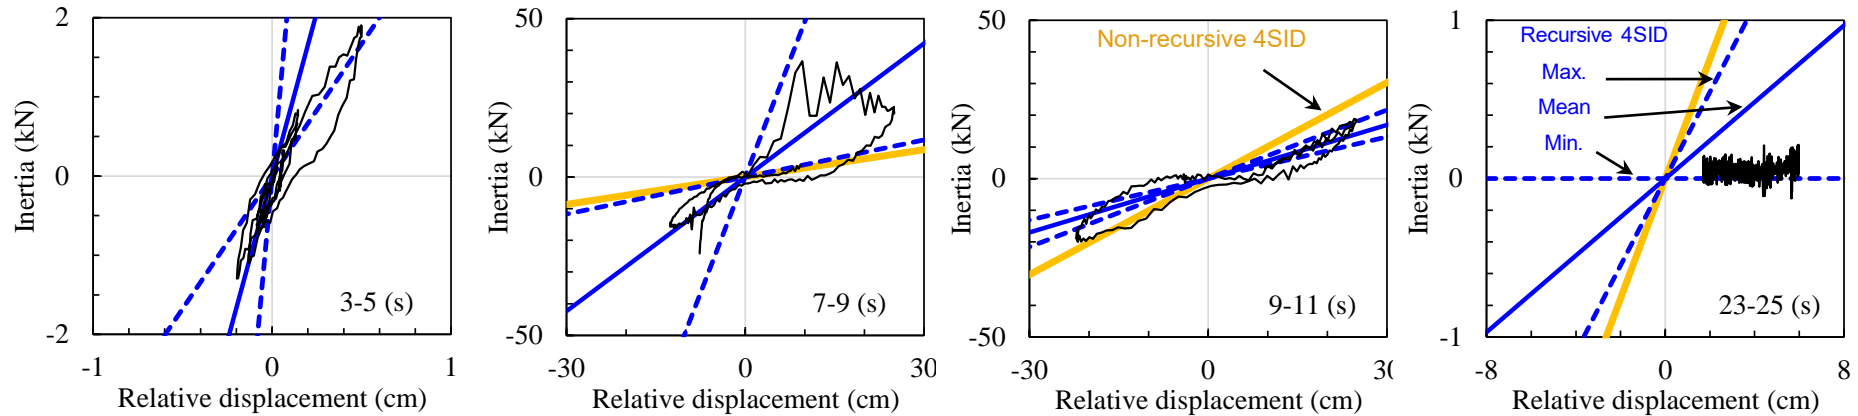 2
0
-2
Inertia (kN)
-1
0
1
Relative displacement (cm)
3-5 (s)
50
0
-50
Inertia (kN)
-30
0
30
Relative displacement (cm)
7-9 (s)
50
0
-50
Inertia (kN)
-30
0
30
Relative displacement (cm)
Non-recursive 4SID
9-11 (s)
1
0
-1
Inertia (kN)
-8
0
8
Relative displacement (cm)
Recursive 4SID
Max.
Mean
Min.
23-25 (s)